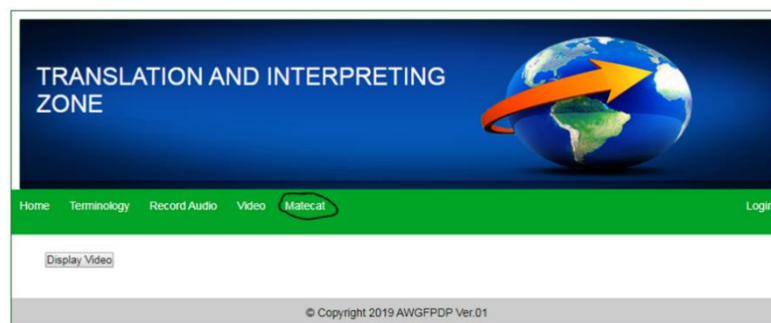 TRANSLATION AND INTERPRETING
ZONE
Home Terminology Record Audio Video Matecat Login
Display Video
© Copyright 2019 AWGFPDP Ver.01